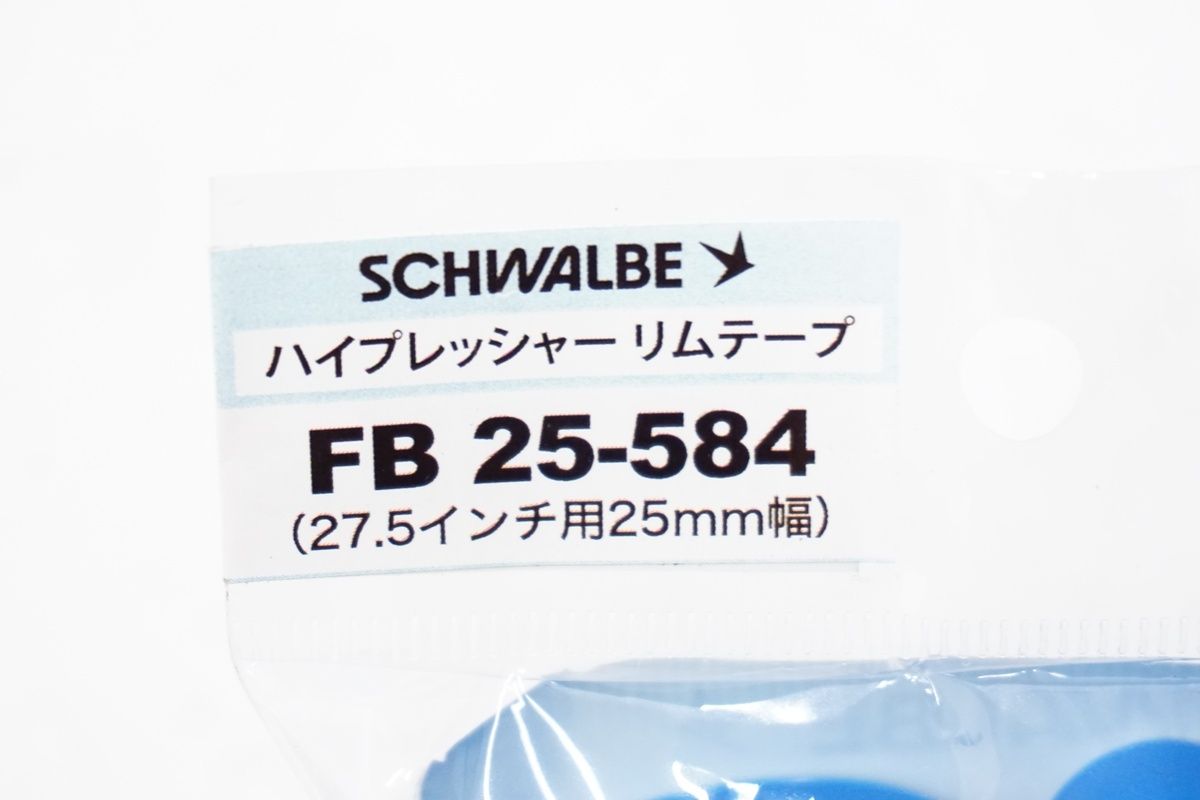 SCHWALBE
ハイプレッシャー リムテープ
FB 25-584
(27.5インチ用25mm幅)